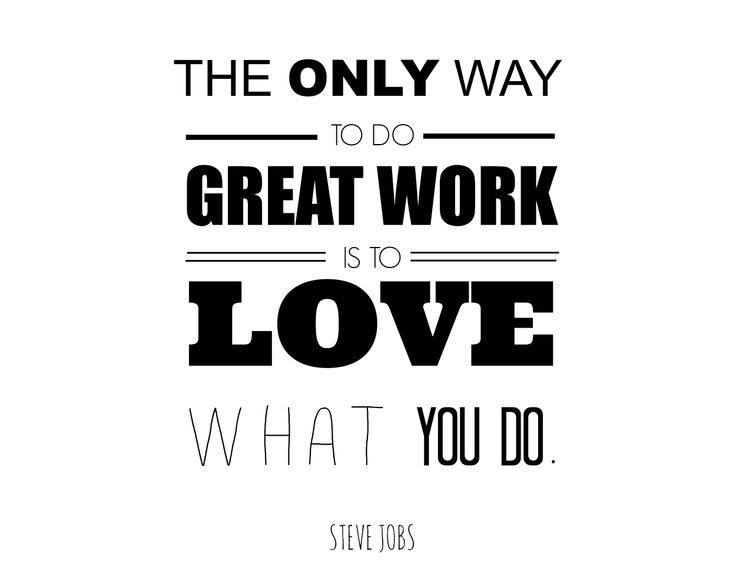 THE ONLY WAY
TO DO
GREAT WORK
IS TO
LOVE
WHAT YOU DO.
STEVE JOBS